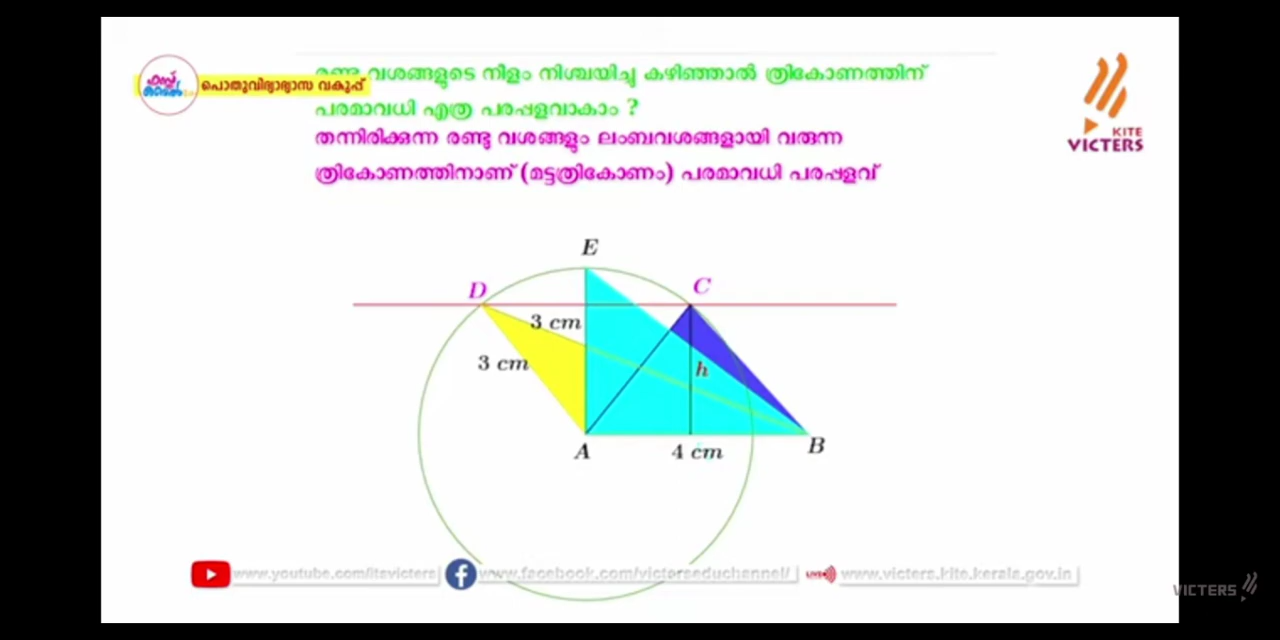 രണ്ടു വശങ്ങളുടെ നീളം നിശ്ചയിച്ചു കഴിഞ്ഞാൽ ത്രികോണത്തിന്
പൊതുവിദ്യാഭ്യാസ വകുപ്പ്
പരമാവധി എത്ര പരപ്പളവാകാം ?
തന്നിരിക്കുന്ന രണ്ടു വശങ്ങളും ലംബവശങ്ങളായി വരുന്ന
ത്രികോണത്തിനാണ് (മട്ടത്രികോണം) പരമാവധി പരപ്പളവ്
KITE
VICTERS
E
D
C
3 cm
3 cm
h
A
4 cm
B
www.youtube.com/itsvicters
www.facebook.com/victerseduchannel/
LIVE
www.victers.kite.kerala.gov.in
VICTERS